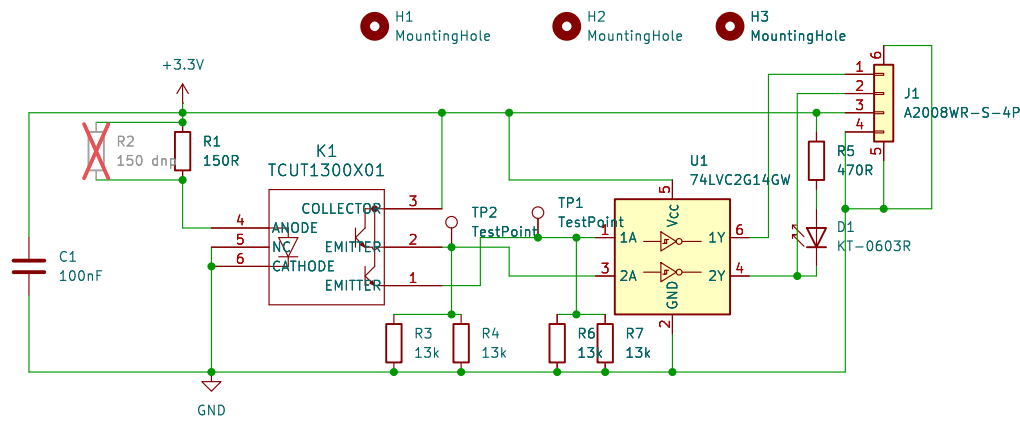 H1
MountingHole
H2
MountingHole
H3
MountingHole
+3.3V
6
1
2
3
4
5
J1
A2008WR-S-4P
R2
150 dnp
R1
150R
R5
470R
K1
TCUT1300X01
U1
74LVC2G14GW
COLLECTOR
3
4
ANODE
5
NC
6
CATHODE
EMITTER
2
EMITTER
1
TP2
TestPoint
TP1
TestPoint
5
Vcc
1
1A
1Y
6
3
2A
2Y
4
GND
2
D1
KT-0603R
C1
100nF
R3
13k
R4
13k
R6
13k
R7
13k
GND